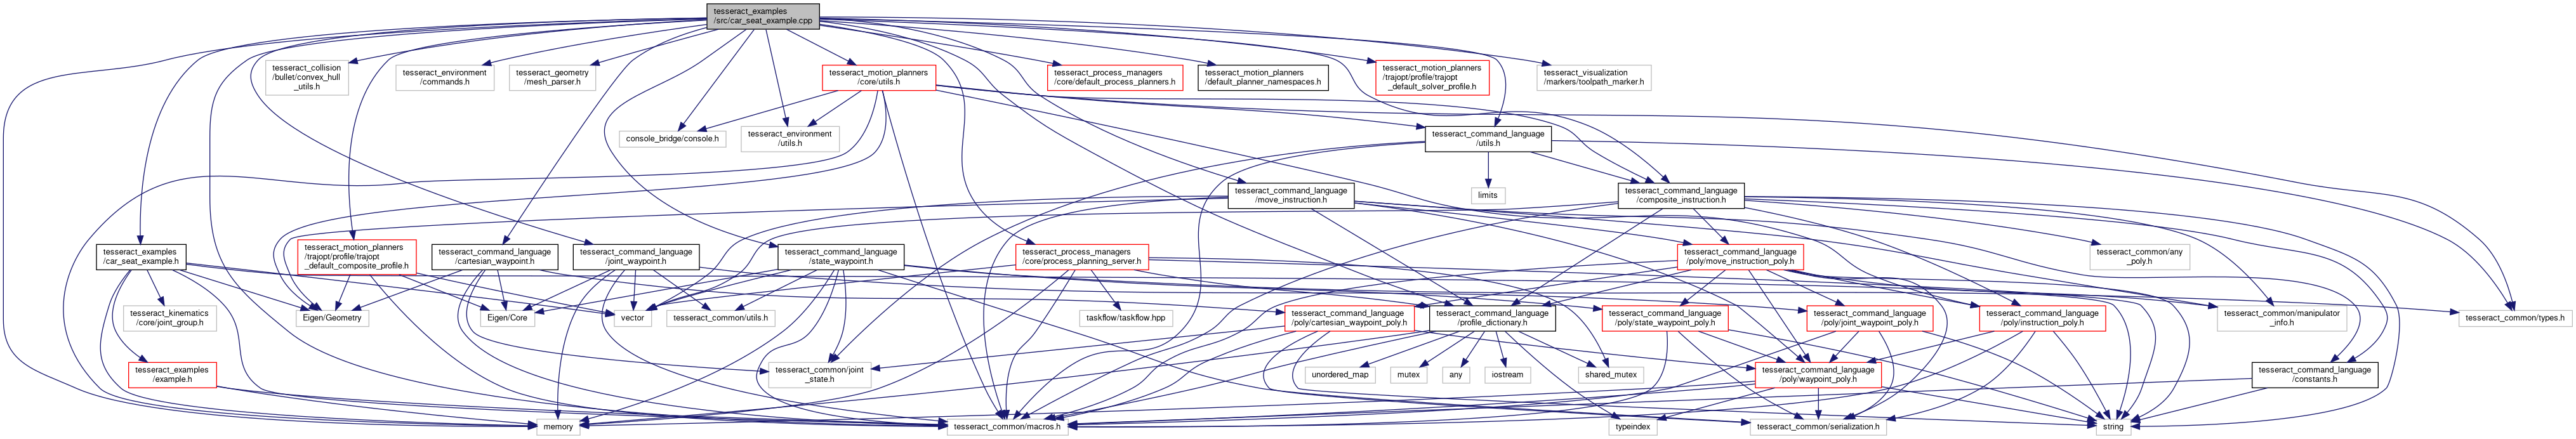 tesseract_examples
/src/car_seat_example.cpp
tesseract_collision
/bullet/convex_hull
_utils.h
tesseract_environment
/commands.h
tesseract_geometry
/mesh_parser.h
tesseract_motion_planners
/core/utils.h
tesseract_process_managers
/core/default_process_planners.h
tesseract_motion_planners
/default_planner_namespaces.h
tesseract_motion_planners
/trajopt/profile/trajopt
_default_solver_profile.h
tesseract_visualization
/markers/toolpath_marker.h
console_bridge/console.h
tesseract_environment
/utils.h
tesseract_command_language
/utils.h
limits
tesseract_command_language
/move_instruction.h
tesseract_command_language
/composite_instruction.h
tesseract_examples
/car_seat_example.h
tesseract_motion_planners
/trajopt/profile/trajopt
_default_composite_profile.h
tesseract_command_language
/cartesian_waypoint.h
tesseract_command_language
/joint_waypoint.h
tesseract_command_language
/state_waypoint.h
tesseract_process_managers
/core/process_planning_server.h
tesseract_command_language
/poly/move_instruction_poly.h
tesseract_common/any
_poly.h
tesseract_kinematics
/core/joint_group.h
Eigen/Geometry
Eigen/Core
vector
tesseract_common/utils.h
taskflow/taskflow.hpp
tesseract_command_language
/poly/cartesian_waypoint_poly.h
tesseract_command_language
/profile_dictionary.h
tesseract_command_language
/poly/state_waypoint_poly.h
tesseract_command_language
/poly/joint_waypoint_poly.h
tesseract_command_language
/poly/instruction_poly.h
tesseract_common/manipulator
_info.h
tesseract_common/types.h
tesseract_examples
/example.h
tesseract_common/joint
_state.h
unordered_map
mutex
any
iostream
shared_mutex
tesseract_command_language
/poly/waypoint_poly.h
tesseract_command_language
/constants.h
memory
tesseract_common/macros.h
typeindex
tesseract_common/serialization.h
string